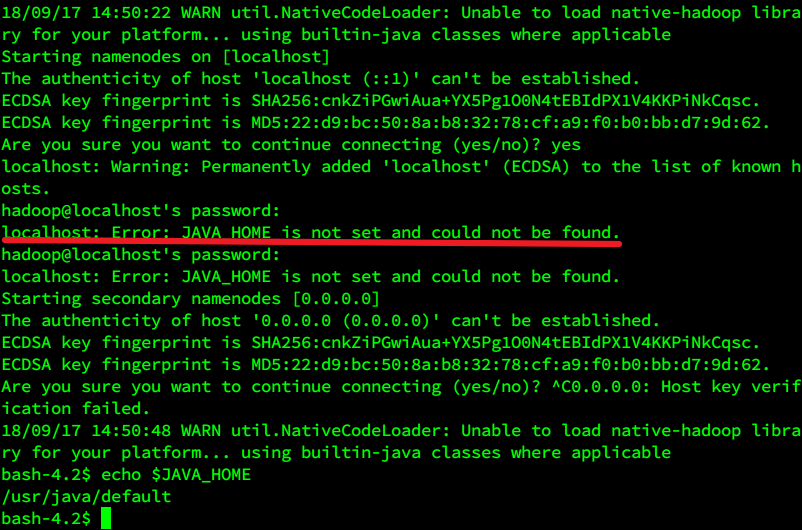 18/09/17 14:50:22 WARN util.NativeCodeLoader: Unable to load native-hadoop libra
ry for your platform... using builtin-java classes where applicable
Starting namenodes on [localhost]
The authenticity of host 'localhost (::1)' can't be established.
ECDSA key fingerprint is SHA256:cnkZiPGwiAua+YX5Pg1O0N4tEBIdPX1V4KKPiNkCqsc.
ECDSA key fingerprint is MD5:22:d9:bc:50:8a:b8:32:78:cf:a9:f0:b0:bb:d7:9d:62.
Are you sure you want to continue connecting (yes/no)? yes
localhost: Warning: Permanently added 'localhost' (ECDSA) to the list of known h
osts.
hadoop@localhost's password:
localhost: Error: JAVA_HOME is not set and could not be found.
hadoop@localhost's password:
localhost: Error: JAVA_HOME is not set and could not be found.
Starting secondary namenodes [0.0.0.0]
The authenticity of host '0.0.0.0 (0.0.0.0)' can't be established.
ECDSA key fingerprint is SHA256:cnkZiPGwiAua+YX5Pg1O0N4tEBIdPX1V4KKPiNkCqsc.
ECDSA key fingerprint is MD5:22:d9:bc:50:8a:b8:32:78:cf:a9:f0:b0:bb:d7:9d:62.
Are you sure you want to continue connecting (yes/no)? ^C0.0.0.0: Host key verif
ication failed.
18/09/17 14:50:48 WARN util.NativeCodeLoader: Unable to load native-hadoop libra
ry for your platform... using builtin-java classes where applicable
bash-4.2$ echo $JAVA_HOME
/usr/java/default
bash-4.2$